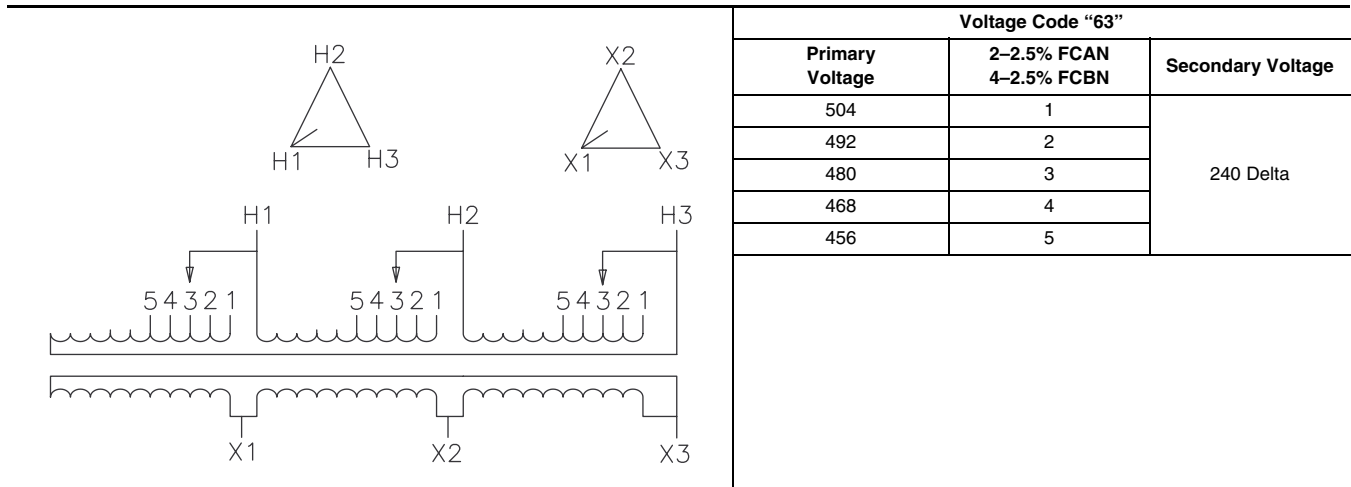 H2
H1 H3
X2
X1 X3
H1 H2 H3
5 4 3 2 1 5 4 3 2 1 5 4 3 2 1
X1 X2 X3
Voltage Code “63”
Primary Voltage 2–2.5% FCAN 4–2.5% FCBN Secondary Voltage
504 1
492 2
480 3 240 Delta
468 4
456 5